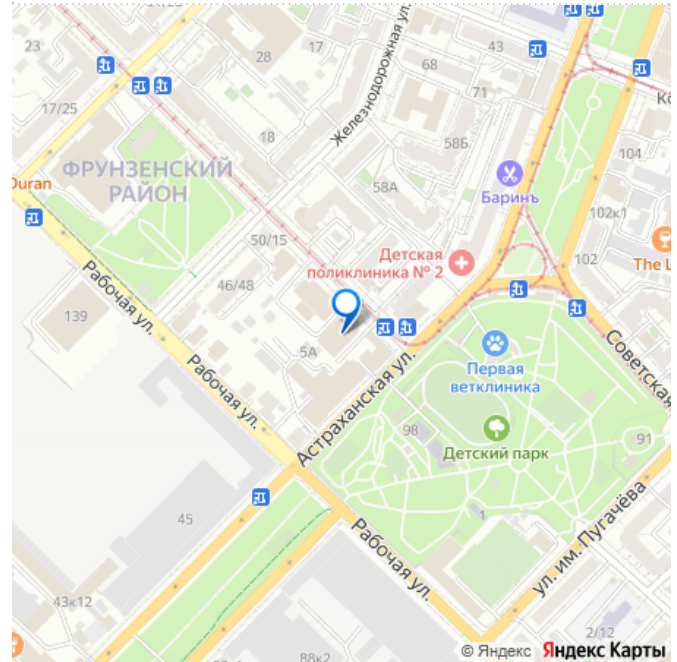 23
28
17
43
68
71
17/25
18
Железнодорожная ул.
58Б
ФРУНЗЕНСКИЙ
РАЙОН
58А
Баринъ
104
102к1
Duran
50/15
Детская
поликлиника № 2
102
The L
46/48
Рабочая ул.
139
5А
Первая
ветклиника
Советская
Рабочая ул.
Астраханская ул.
98
Детский парк
91
45
1
Рабочая ул.
ул. им. Пугачёва
43к12
88к2
2/12
© Яндекс Яндекс Карты